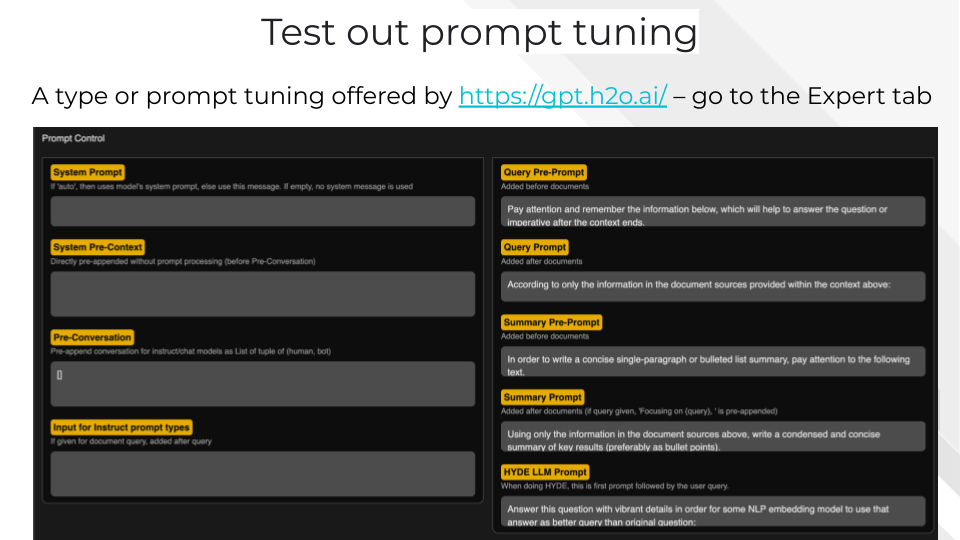 Test out prompt tuning
A type or prompt tuning offered by https://gpt.h2o.ai/ – go to the Expert tab
Prompt Control
System Prompt
If 'auto', then uses model's system prompt, else use this message. If empty, no system message is used
System Pre-Context
Directly pre-appended without prompt processing (before Pre-Conversation)
Pre-Conversation
Pre-append conversation for instruct/chat models as List of tuple of (human, bot)
[]
Input for Instruct prompt types
If given for document query, added after query
Query Pre-Prompt
Added before documents
Pay attention and remember the information below, which will help to answer the question or
imperative after the context ends.
Query Prompt
Added after documents
According to only the information in the document sources provided within the context above:
Summary Pre-Prompt
Added before documents
In order to write a concise single-paragraph or bulleted list summary, pay attention to the following
text.
Summary Prompt
Added after documents (if query given, 'Focusing on {query}, ' is pre-appended)
Using only the information in the document sources above, write a condensed and concise
summary of key results (preferably as bullet points).
HYDE LLM Prompt
When doing HYDE, this is first prompt followed by the user query.
Answer this question with vibrant details in order for some NLP embedding model to use that
answer as better query than original question: